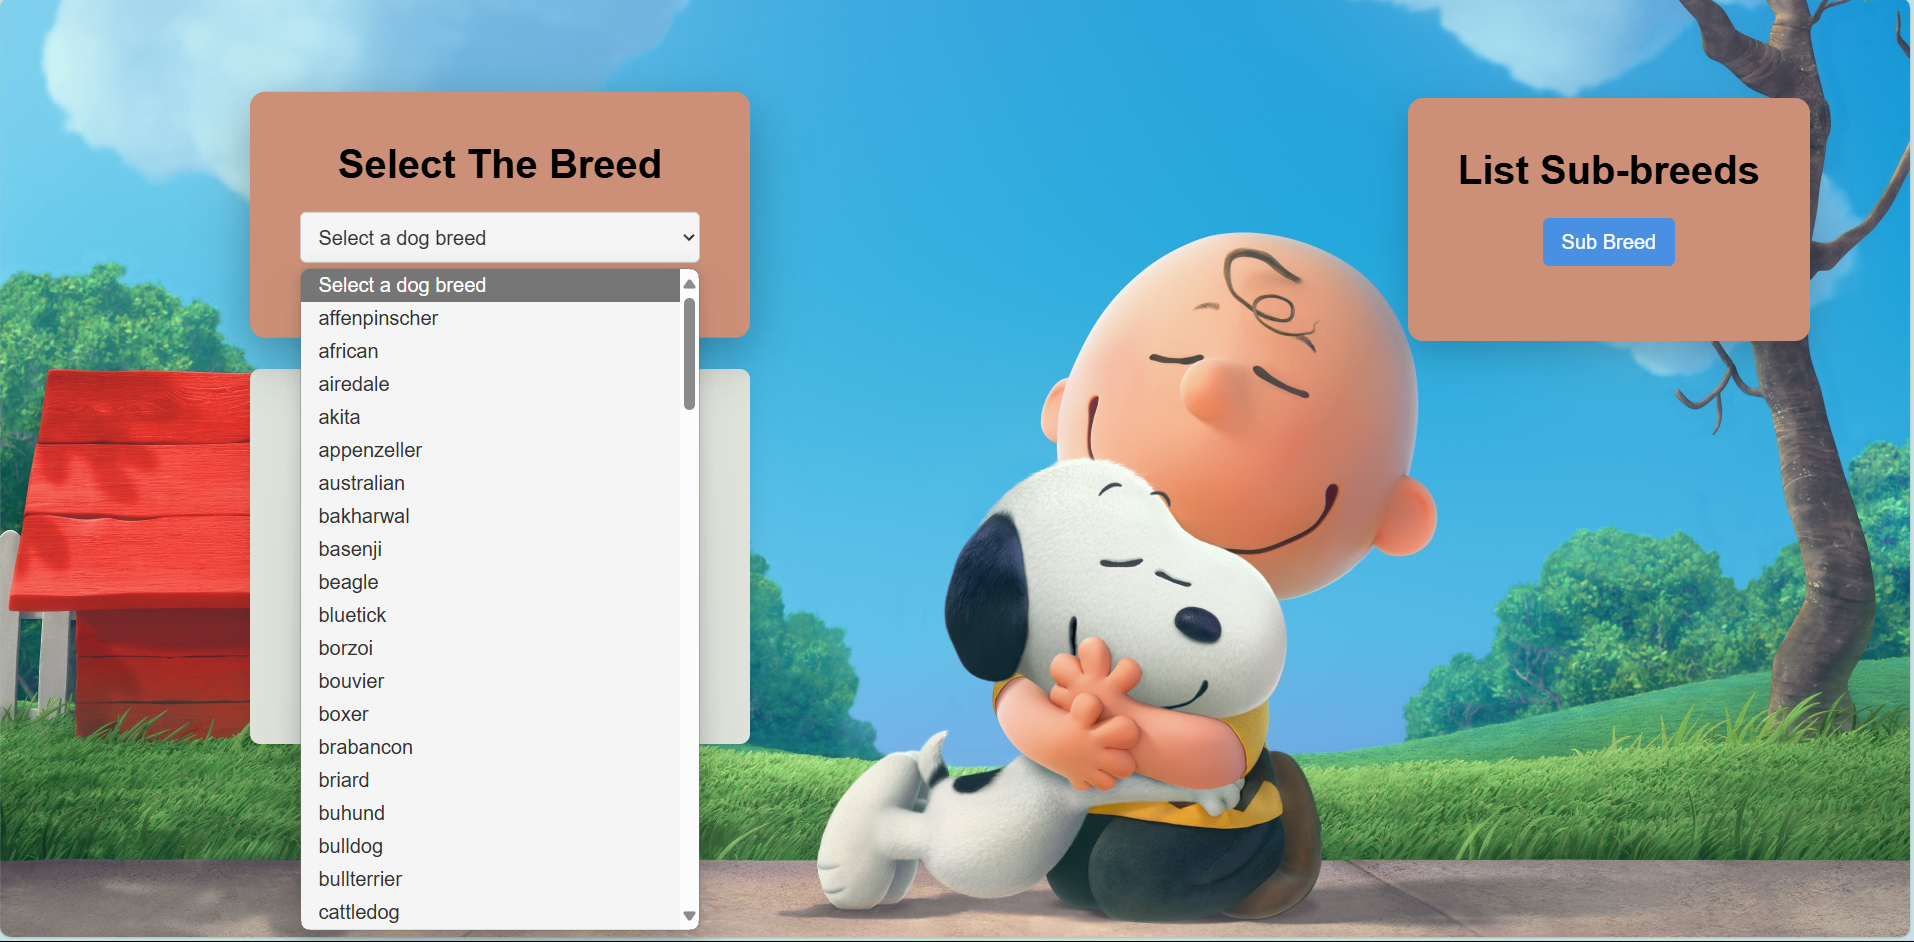 Select The Breed
Select a dog breed
Select a dog breed
affenpinscher
african
airedale
akita
appenzeller
australian
bakharwal
basenji
beagle
bluetick
borzoi
bouvier
boxer
brabancon
briard
buhund
bulldog
bullterrier
cattledog
List Sub-breeds
Sub Breed